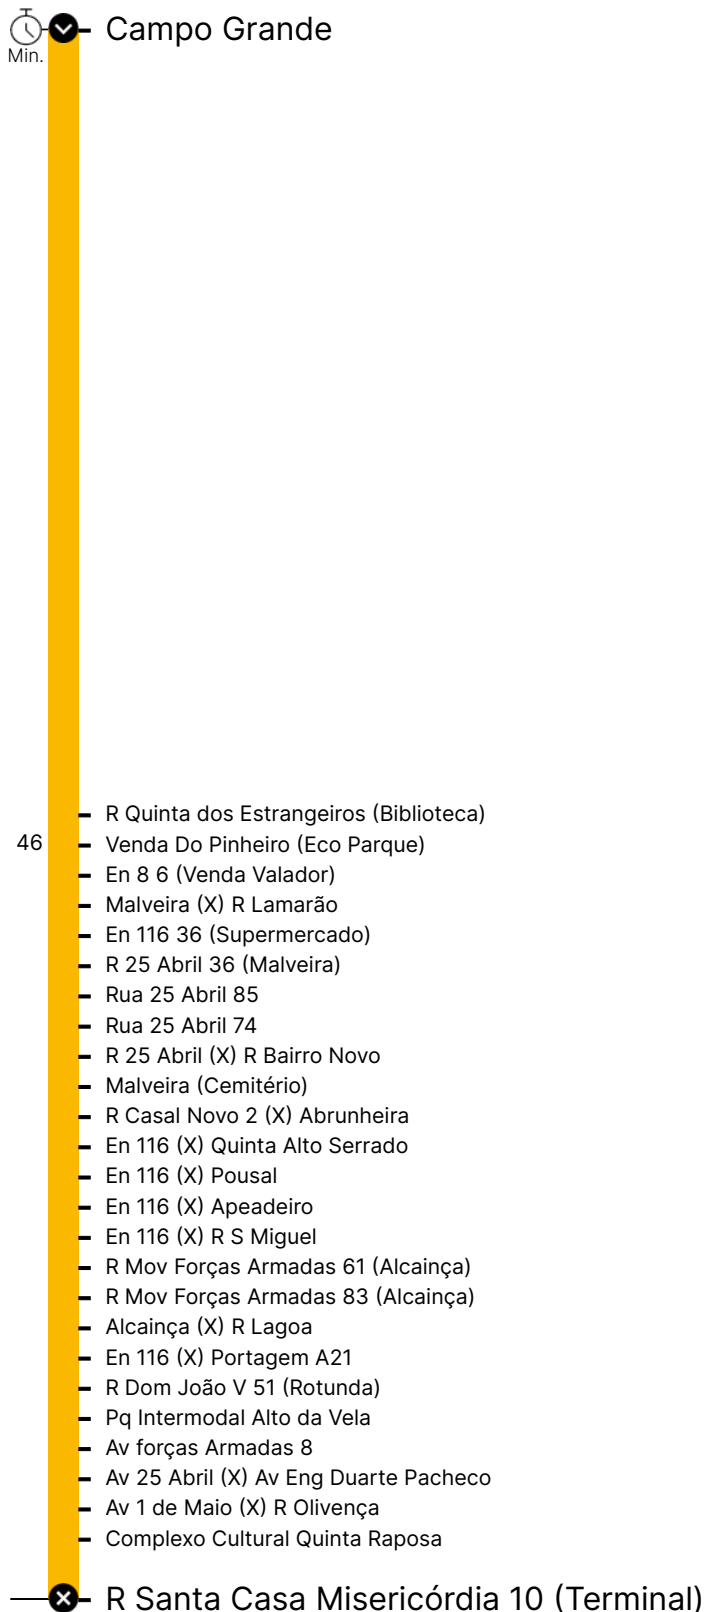 Campo Grande
Min.
R Quinta dos Estrangeiros (Biblioteca)
46 Venda Do Pinheiro (Eco Parque)
En 8 6 (Venda Valador)
Malveira (X) R Lamarão
En 116 36 (Supermercado)
R 25 Abril 36 (Malveira)
Rua 25 Abril 85
Rua 25 Abril 74
R 25 Abril (X) R Bairro Novo
Malveira (Cemitério)
R Casal Novo 2 (X) Abrunheira
En 116 (X) Quinta Alto Serrado
En 116 (X) Pousal
En 116 (X) Apeadeiro
En 116 (X) R S Miguel
R Mov Forças Armadas 61 (Alcainça)
R Mov Forças Armadas 83 (Alcainça)
Alcainça (X) R Lagoa
En 116 (X) Portagem A21
R Dom João V 51 (Rotunda)
Pq Intermodal Alto da Vela
Av forças Armadas 8
Av 25 Abril (X) Av Eng Duarte Pacheco
Av 1 de Maio (X) R Olivença
Complexo Cultural Quinta Raposa
R Santa Casa Misericórdia 10 (Terminal)